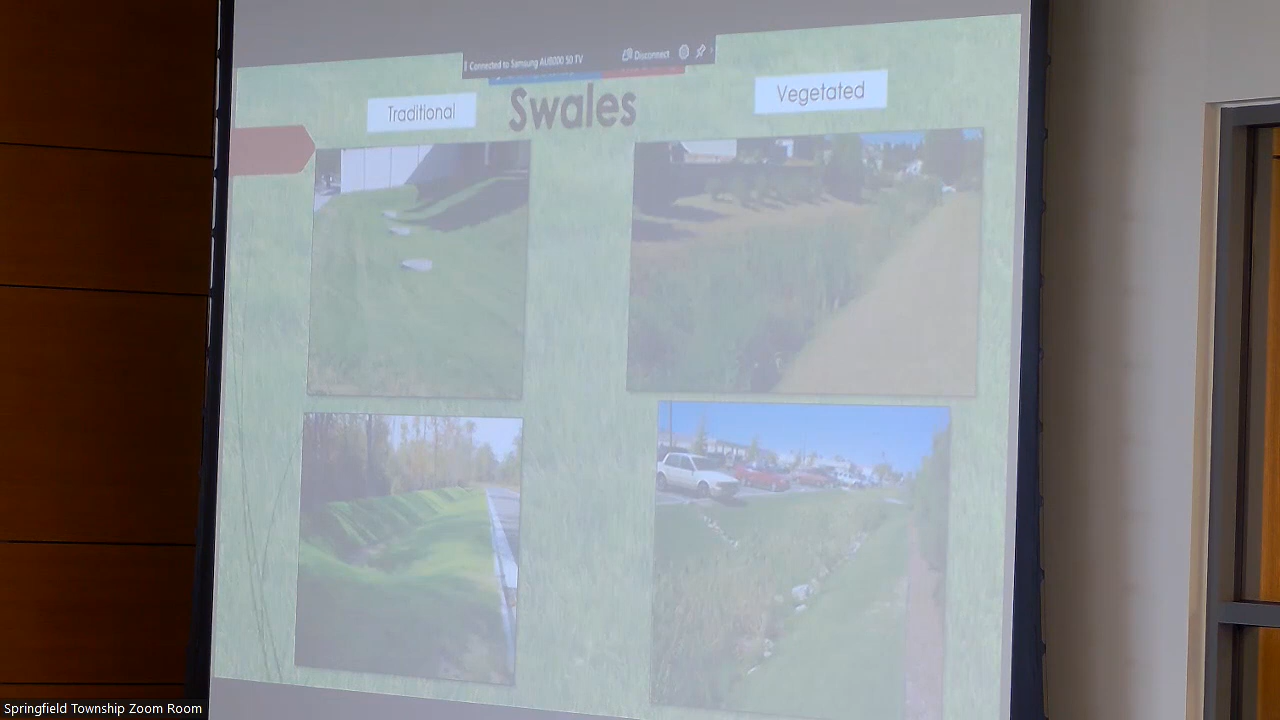 Connected to Samsung AU8000 50 TV
Disconnect
Traditional
Swales
Vegetated
Springfield Township Zoom Room